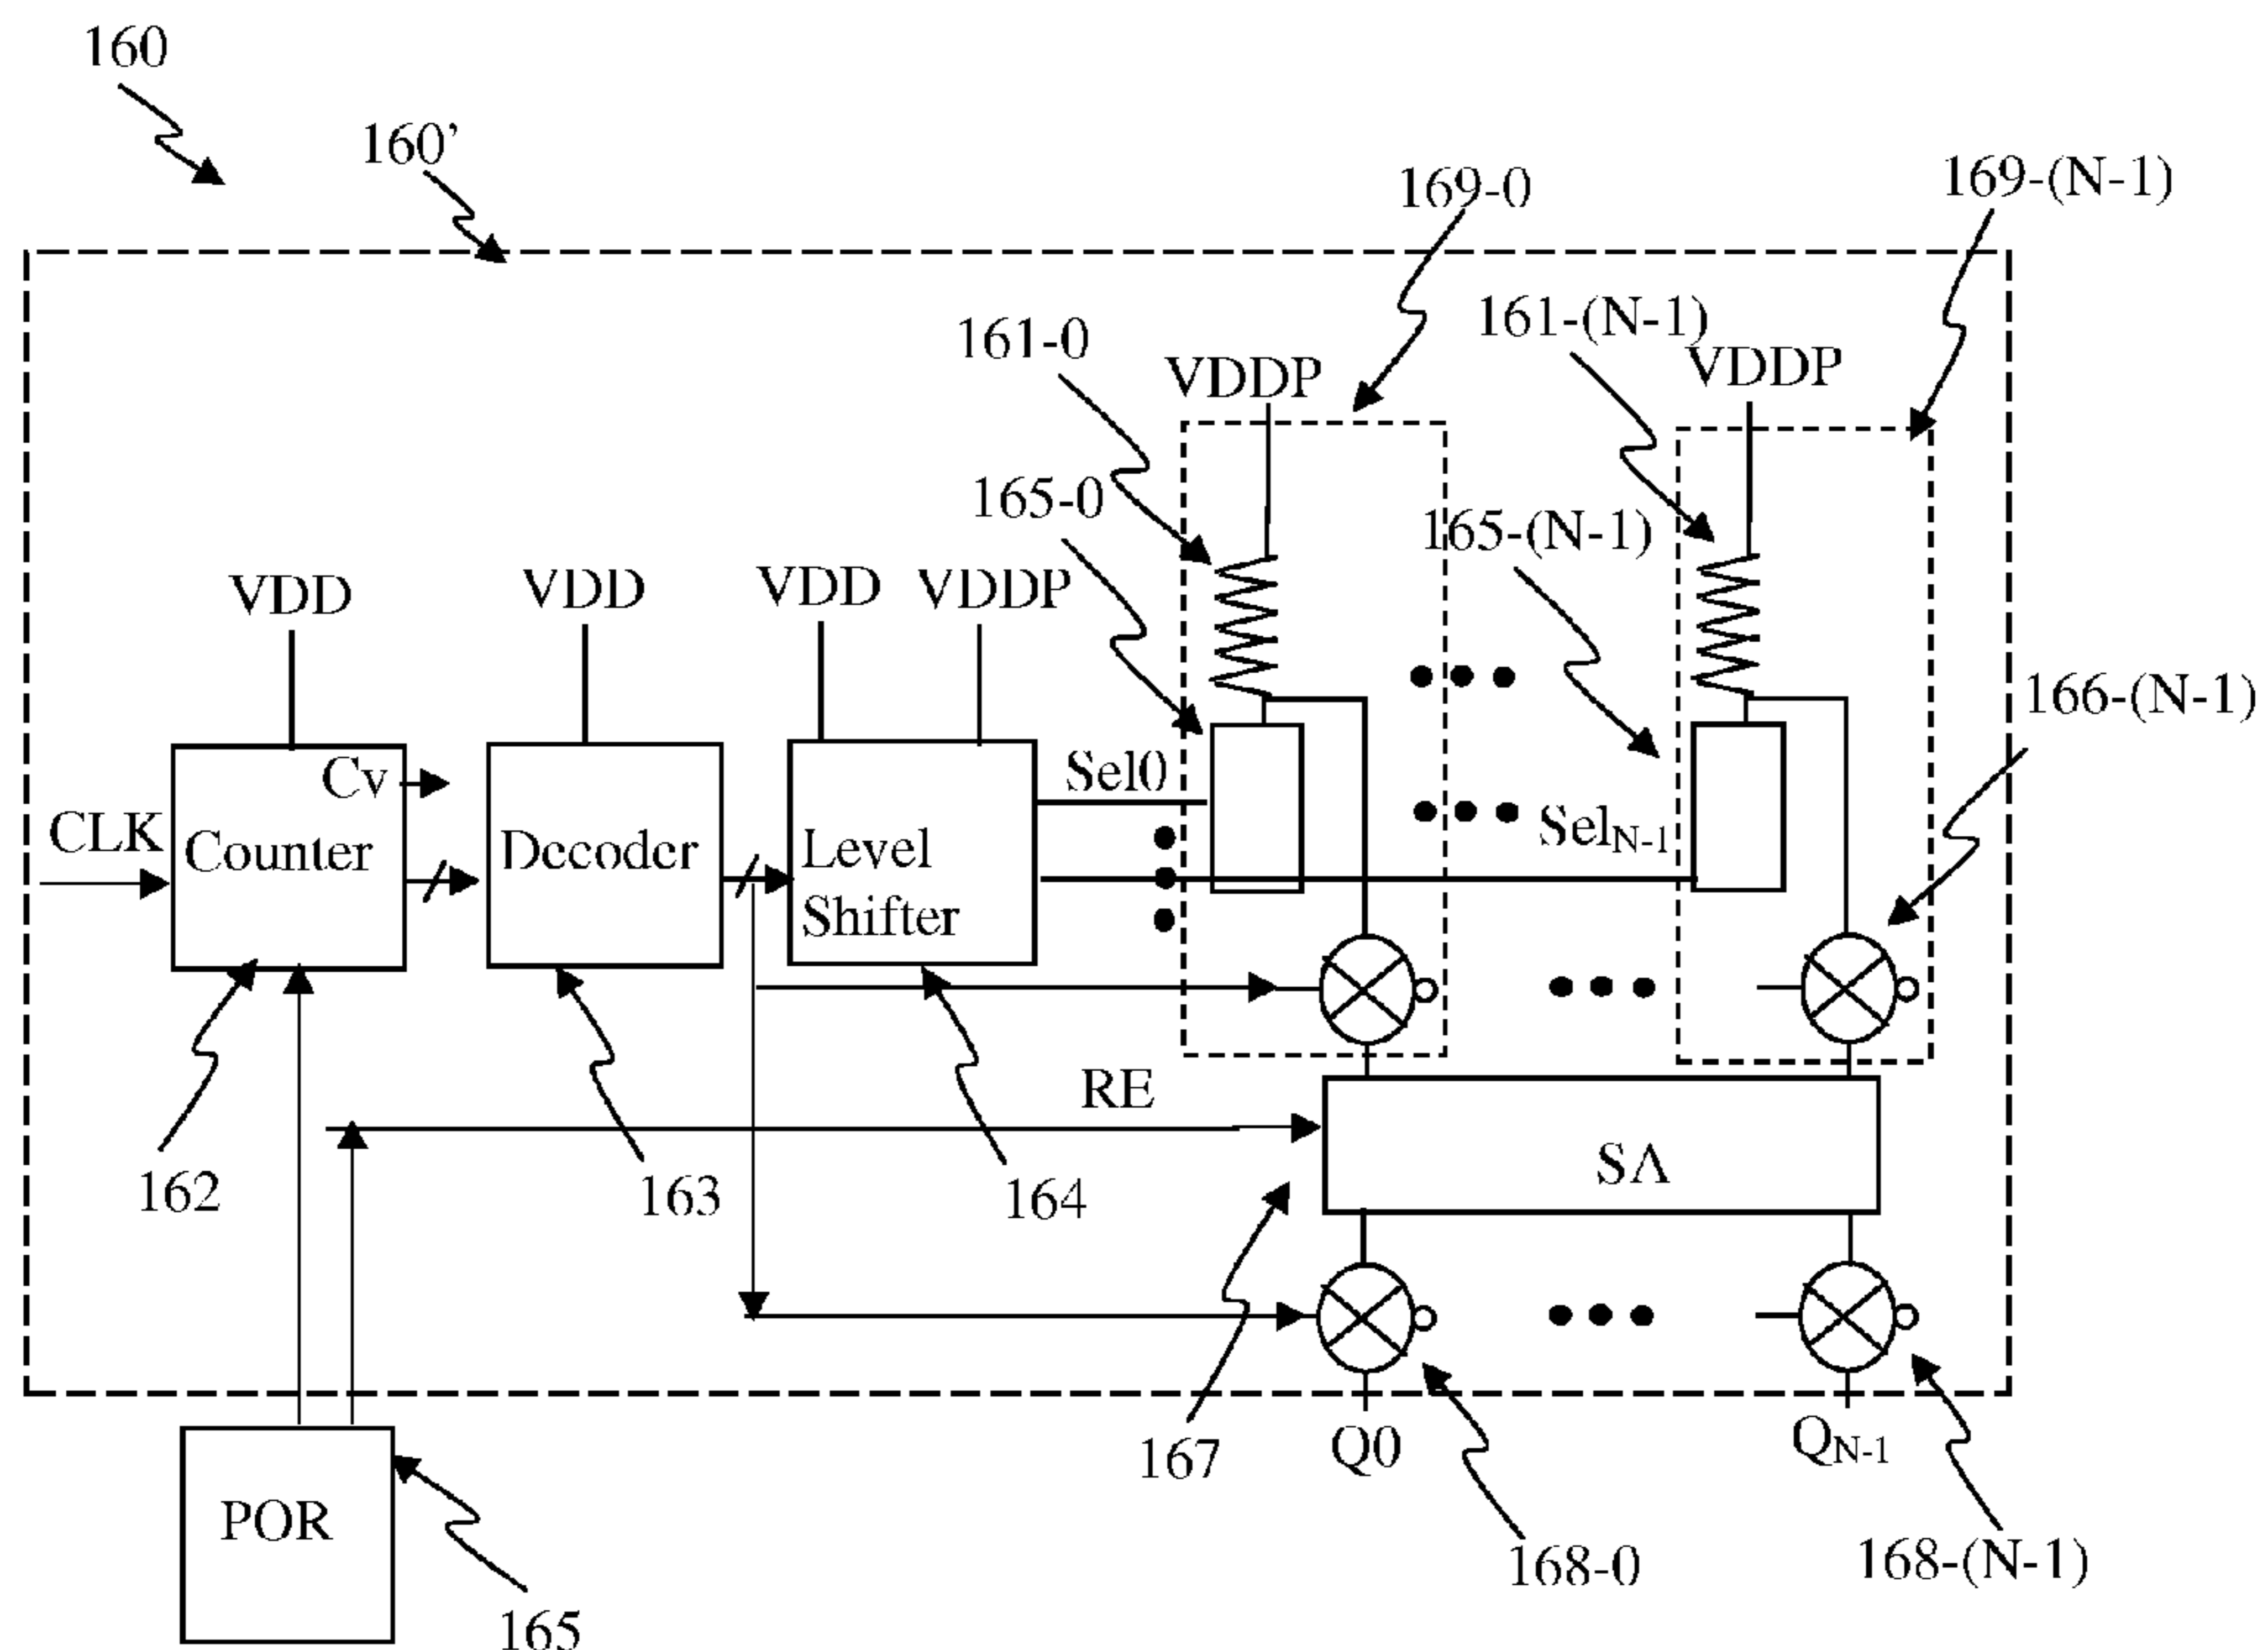 160
160’
169-0
169-(N-1)
161-0
161-(N-1)
VDDP
VDDP
165-0
165-(N-1)
VDD
VDD
VDD
VDDP
166-(N-1)
Cv
Sel0
CLK
Counter
Decoder
Level
Shifter
SelN-1
RE
SA
162
163
164
167
Q0
QN-1
POR
168-0
168-(N-1)
165